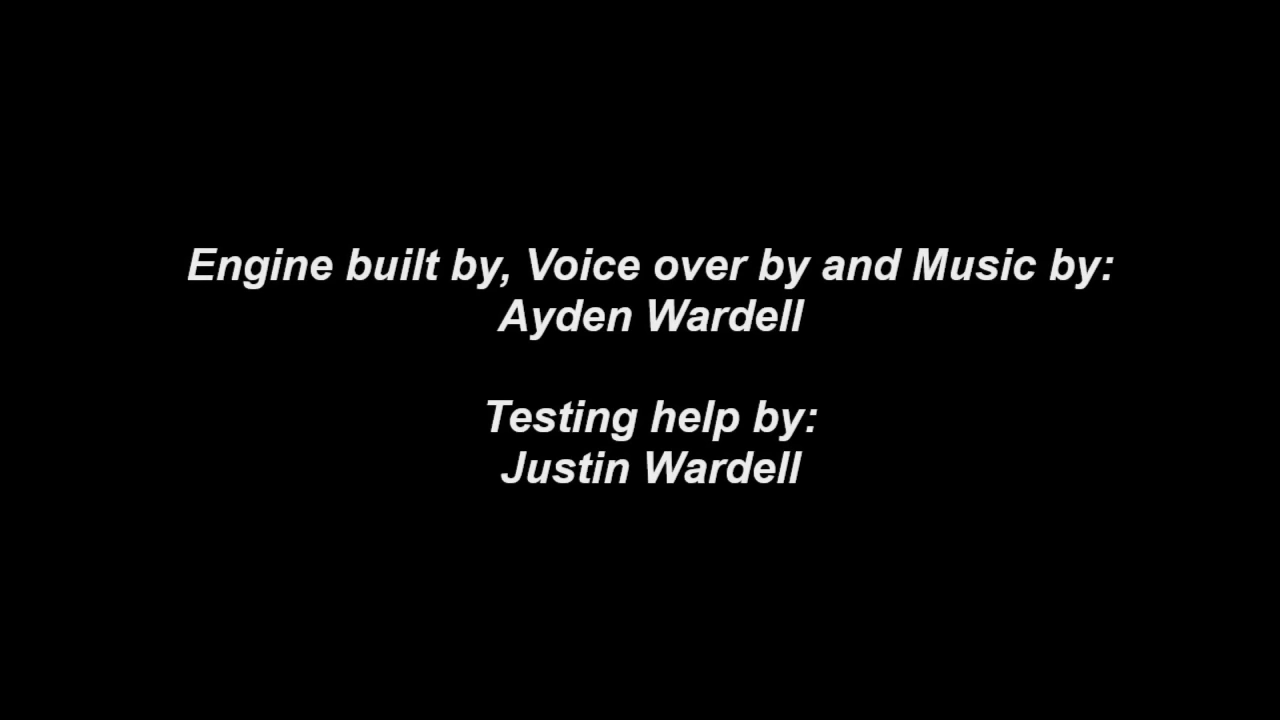 Engine built by, Voice over by and Music by:
Ayden Wardell
Testing help by:
Justin Wardell